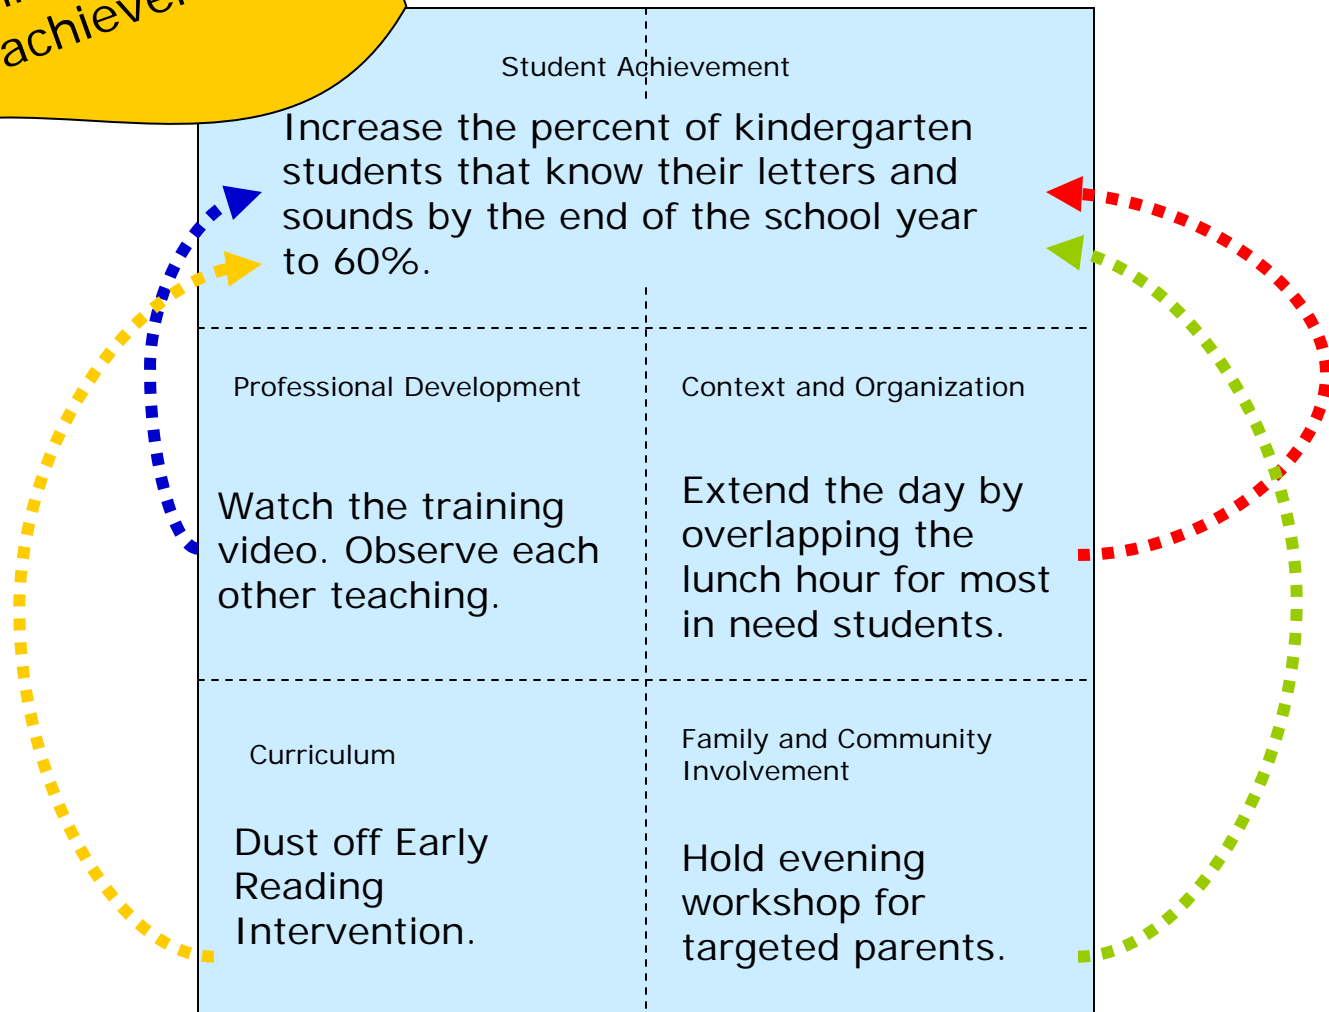 Student Achievement
Increase the percent of kindergarten
students that know their letters and
sounds by the end of the school year
to 60%.
Professional Development
Watch the training
video. Observe each
other teaching.
Context and Organization
Extend the day by
overlapping the
lunch hour for most
in need students.
Curriculum
Dust off Early
Reading
Intervention.
Family and Community
Involvement
Hold evening
workshop for
targeted parents.